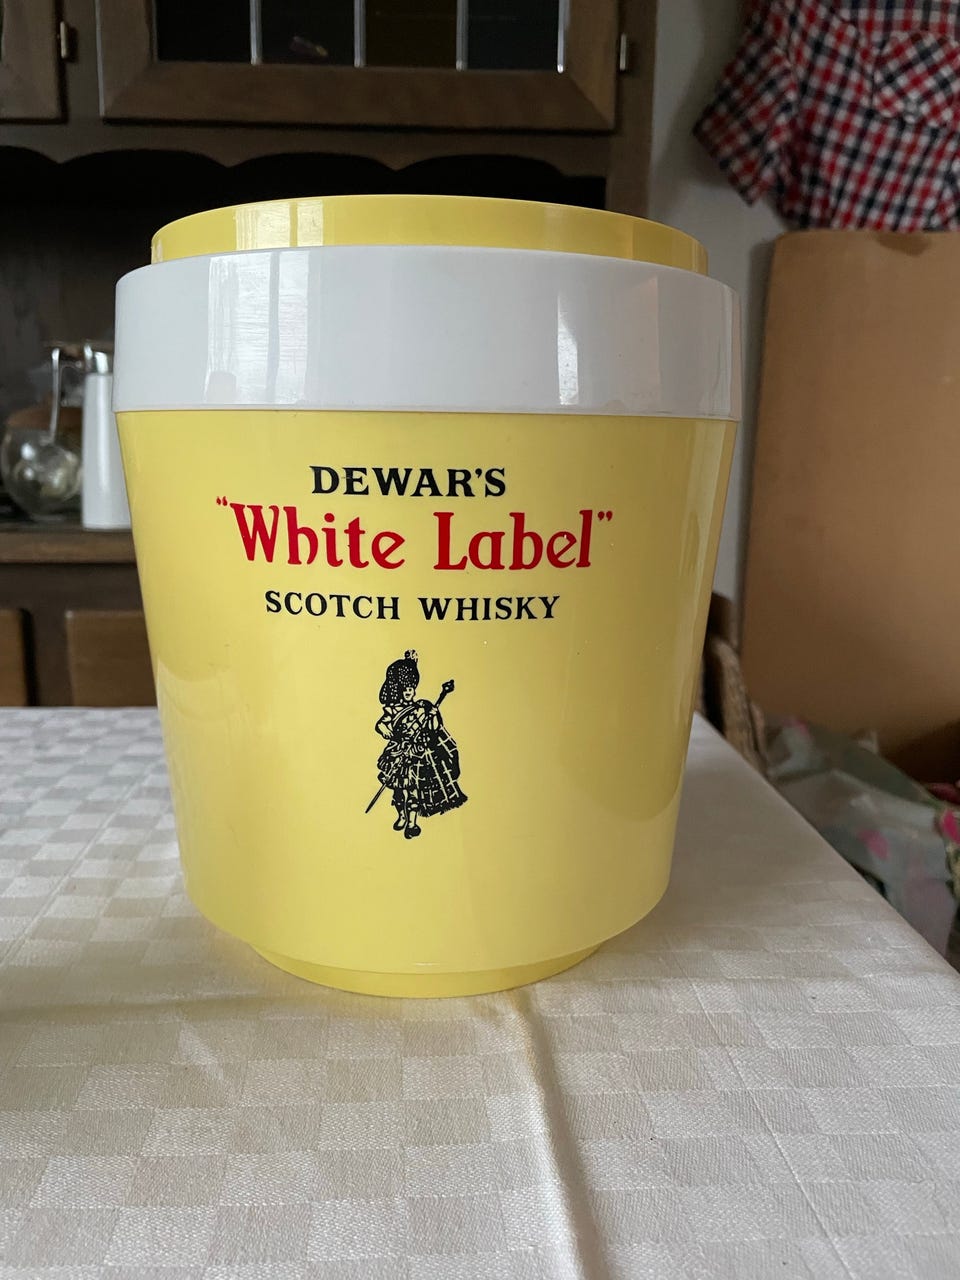 DEWAR'S
"White Label"
SCOTCH WHISKY